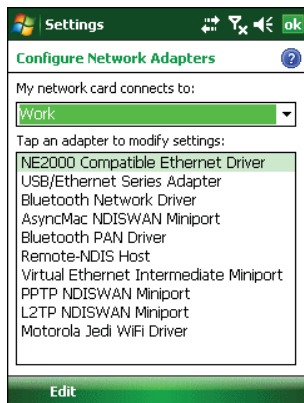 Settings
ok
Configure Network Adapters
?
My network card connects to:
Work
Tap an adapter to modify settings:
NE2000 Compatible Ethernet Driver
USB/Ethernet Series Adapter
Bluetooth Network Driver
AsyncMac NDISWAN Miniport
Bluetooth PAN Driver
Remote-NDIS Host
Virtual Ethernet Intermediate Miniport
PPTP NDISWAN Miniport
L2TP NDISWAN Miniport
Motorola Jedi WiFi Driver
Edit